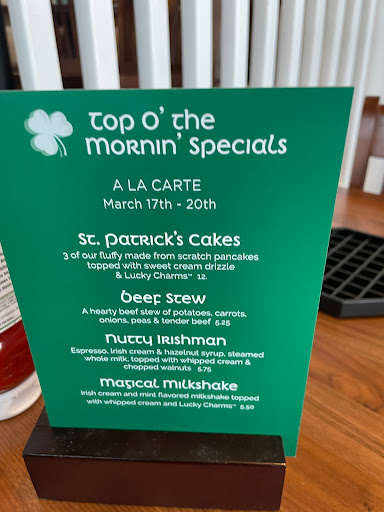 Top O' the
Mornin' Specials
A LA CARTE
March 17th - 20th
St. Patrick's Cakes
3 of our fluffy made from scratch pancakes
topped with sweet cream drizzle
& Lucky Charms™ 12.
Beef Stew
A hearty beef stew of potatoes, carrots,
onions, peas & tender beef 5.25
Nutty Irishman
Espresso, irish cream & hazelnut syrup, steamed
whole milk, topped with whipped cream &
chopped walnuts 5.75
Magical Milkshake
Irish cream and mint flavored milkshake topped
with whipped cream and Lucky Charms™ 5.50